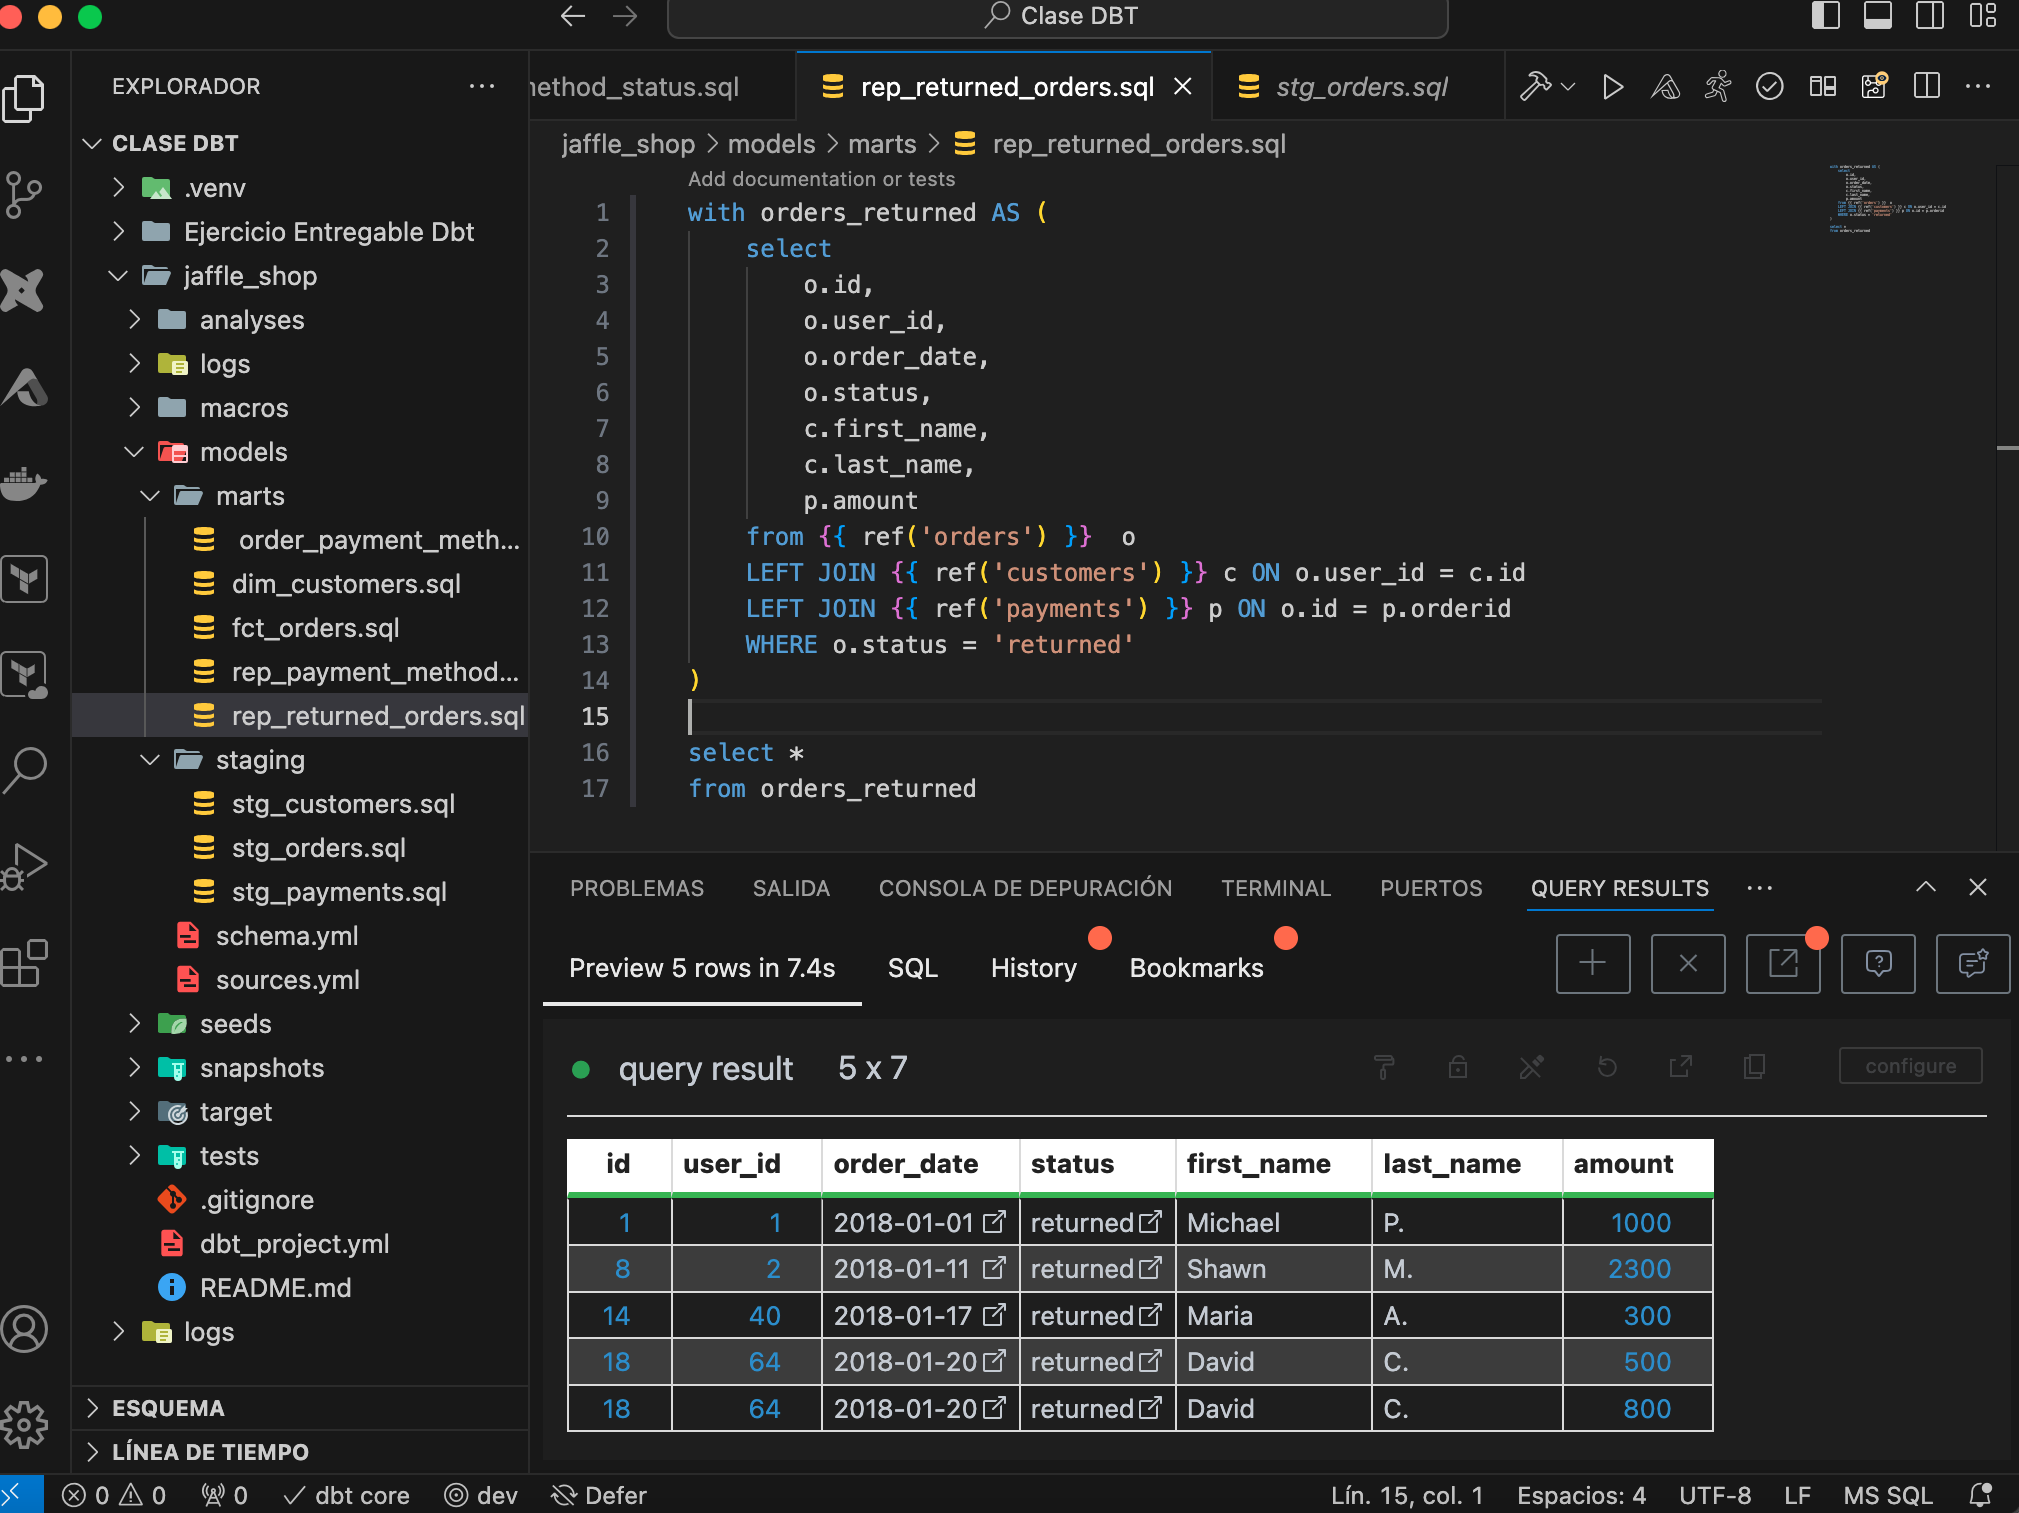 Clase DBT
EXPLORADOR
CLASE DBT
.venv
Ejercicio Entregable Dbt
jaffle_shop
analyses
logs
macros
models
marts
order_payment_meth...
dim_customers.sql
fct_orders.sql
rep_payment_method...
rep_returned_orders.sql
staging
stg_customers.sql
stg_orders.sql
stg_payments.sql
schema.yml
sources.yml
seeds
snapshots
target
tests
.gitignore
dbt_project.yml
README.md
logs
ESQUEMA
LÍNEA DE TIEMPO
ethod_status.sql
rep_returned_orders.sql
stg_orders.sql
jaffle_shop > models > marts > rep_returned_orders.sql
Add documentation or tests
1 with orders_returned AS (
2 select
3 o.id,
4 o.user_id,
5 o.order_date,
6 o.status,
7 c.first_name,
8 c.last_name,
9 p.amount
10 from {{ ref('orders') }}  o
11 LEFT JOIN {{ ref('customers') }} c ON o.user_id = c.id
12 LEFT JOIN {{ ref('payments') }} p ON o.id = p.orderid
13 WHERE o.status = 'returned'
14 )
15
16 select *
17 from orders_returned
PROBLEMAS SALIDA CONSOLA DE DEPURACIÓN TERMINAL PUERTOS QUERY RESULTS
Preview 5 rows in 7.4s SQL History Bookmarks
query result 5 x 7 configure
id user_id order_date status first_name last_name amount
1 1 2018-01-01 returned Michael P. 1000
8 2 2018-01-11 returned Shawn M. 2300
14 40 2018-01-17 returned Maria A. 300
18 64 2018-01-20 returned David C. 500
18 64 2018-01-20 returned David C. 800
0 0 0 dbt core dev Defer Lín. 15, col. 1 Espacios: 4 UTF-8 LF MS SQL